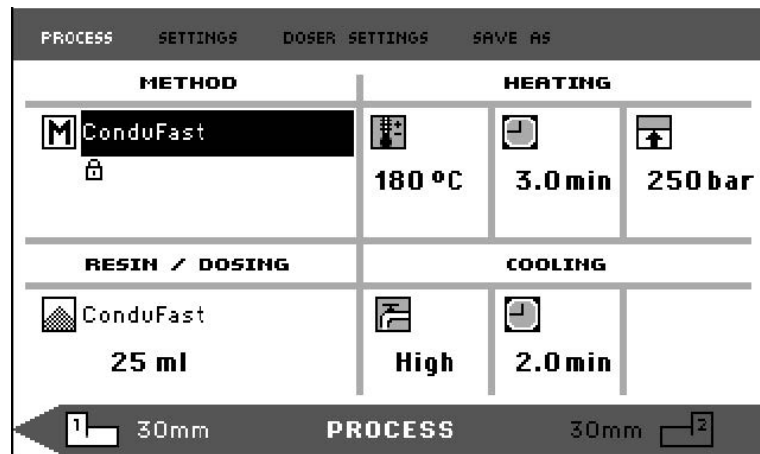 PROCESS SETTINGS DOSER SETTINGS SAVE AS
METHOD HEATING
M ConduFast
180 ºC 3.0 min 250 bar
RESIN / DOSING COOLING
ConduFast
25 ml High 2.0 min
1 30mm PROCESS 30mm 2